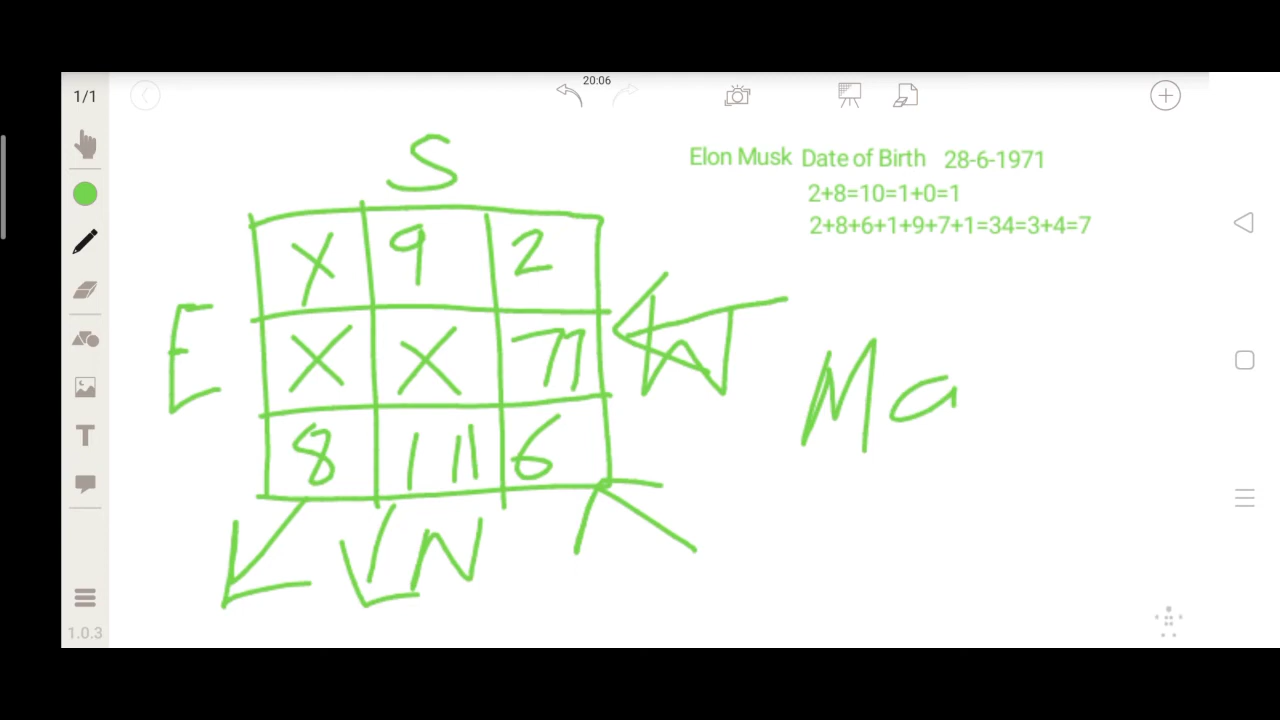 20:06
1/1
S
Elon Musk Date of Birth 28-6-1971
2+8=10=1+0=1
2+8+6+1+9+7+1=34=3+4=7
X 9 2
E X X 77 W
Ma
8 111 6
N
T
1.0.3